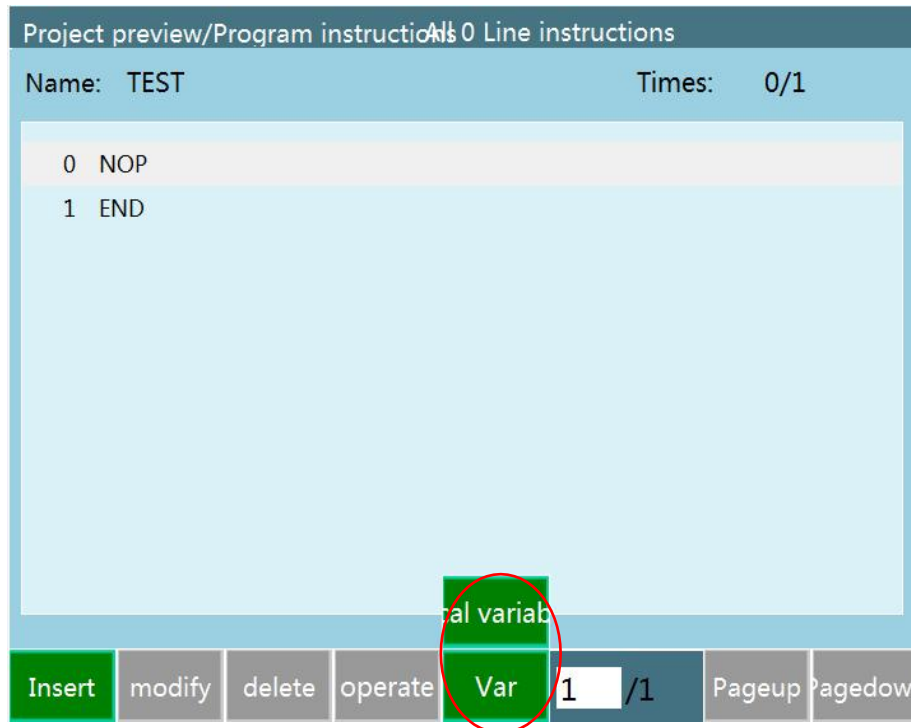 Project preview/Program instructions All 0 Line instructions
Name: TEST Times: 0/1
0 NOP
1 END
cal variab
Insert modify delete operate Var 1 /1 Pageup Pagedow